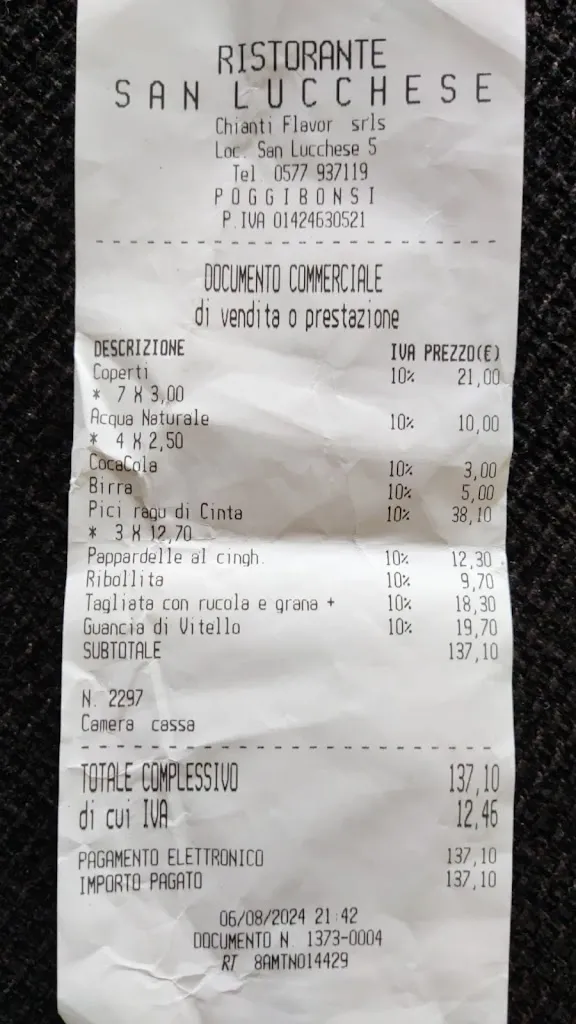 RISTORANTE
SAN LUCCHESE
Chianti Flavor srls
Loc. San Lucchese 5
Tel. 0577 937119
POGGIBONSI
P.IVA 01424630521
DOCUMENTO COMMERCIALE
di vendita o prestazione
DESCRIZIONE IVA PREZZO(€)
Coperti 10% 21,00
* 7 X 3,00
Acqua Naturale 10% 10,00
* 4 X 2,50
CocaCola 10% 3,00
Birra 10% 5,00
Pici ragu di Cinta 10% 38,10
* 3 X 12,70
Pappardelle al cingh. 10% 12,30
Ribollita 10% 9,70
Tagliata con rucola e grana + 10% 18,30
Guancia di Vitello 10% 19,70
SUBTOTALE 137,10
N. 2297
Camera cassa
TOTALE COMPLESSIVO 137,10
di cui IVA 12,46
PAGAMENTO ELETTRONICO 137,10
IMPORTO PAGATO 137,10
06/08/2024 21:42
DOCUMENTO N. 1373-0004
RT 8AMTN014429